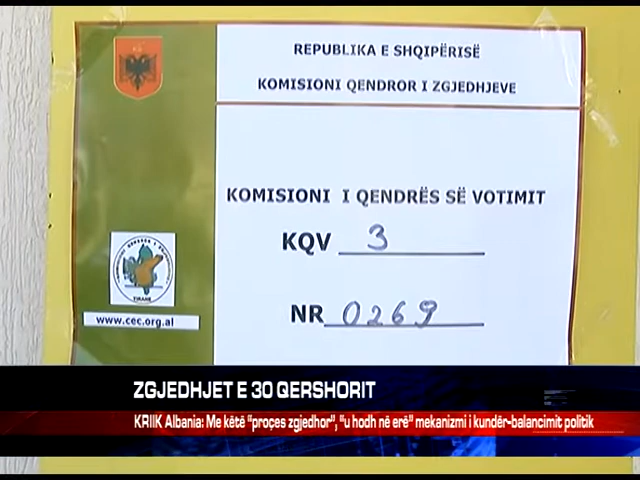 REPUBLIKA E SHQIPËRISË
KOMISIONI QENDROR I ZGJEDHJEVE
KOMISIONI I QENDRËS SË VOTIMIT
KQV 3
NR 0269
TIRANE
www.cec.org.al
ZGJEDHJET E 30 QERSHORIT
KRIIK Albania: Me këtë "proçes zgjedhor", "u hodh në erë" mekanizmi i kundër-balancimit politik